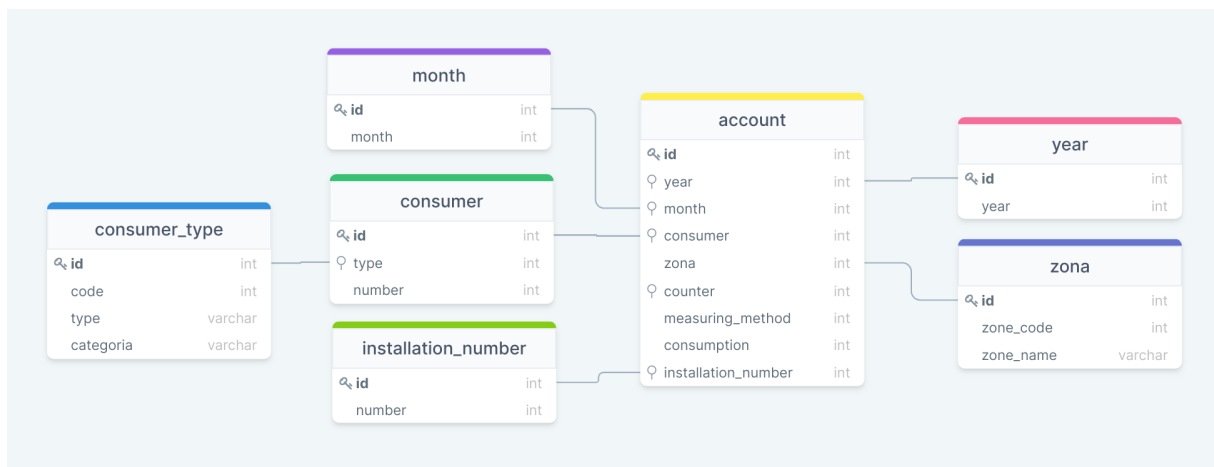 month
id int
month int
consumer_type
id int
code int
type varchar
categoria varchar
consumer
id int
type int
number int
installation_number
id int
number int
account
id int
year int
month int
consumer int
zona int
counter int
measuring_method int
consumption int
installation_number int
year
id int
year int
zona
id int
zone_code int
zone_name varchar